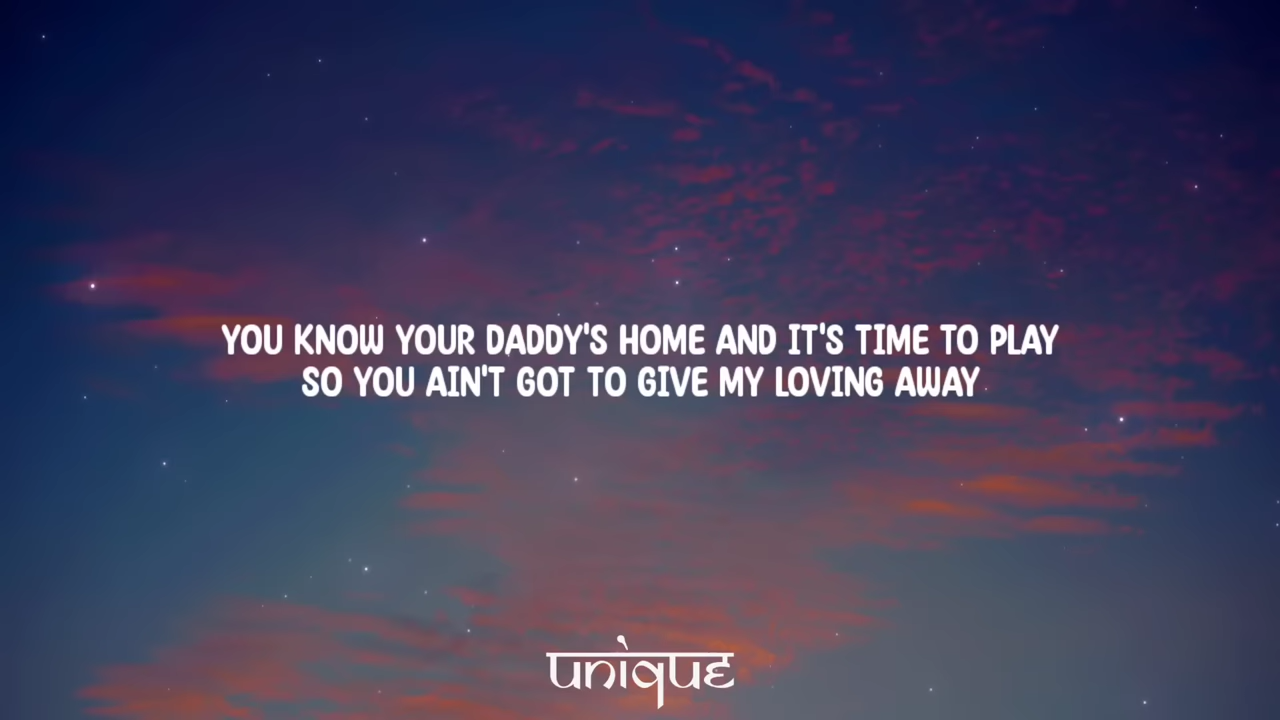 YOU KNOW YOUR DADDY'S HOME AND IT'S TIME TO PLAY
SO YOU AIN'T GOT TO GIVE MY LOVING AWAY
unique